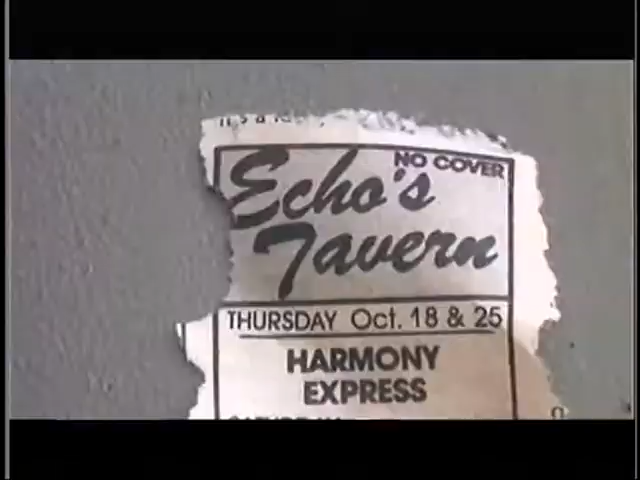 NO COVER
Echo's
Tavern
THURSDAY Oct. 18 & 25
HARMONY
EXPRESS